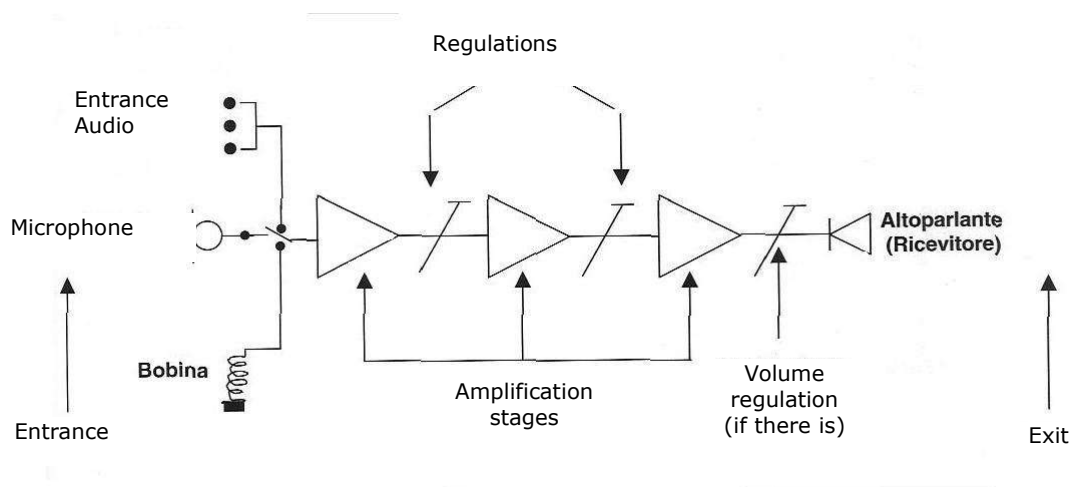 Regulations
Entrance
Audio
Microphone
Altoparlante
(Ricevitore)
Bobina
Amplification
stages
Volume
regulation
(if there is)
Entrance
Exit